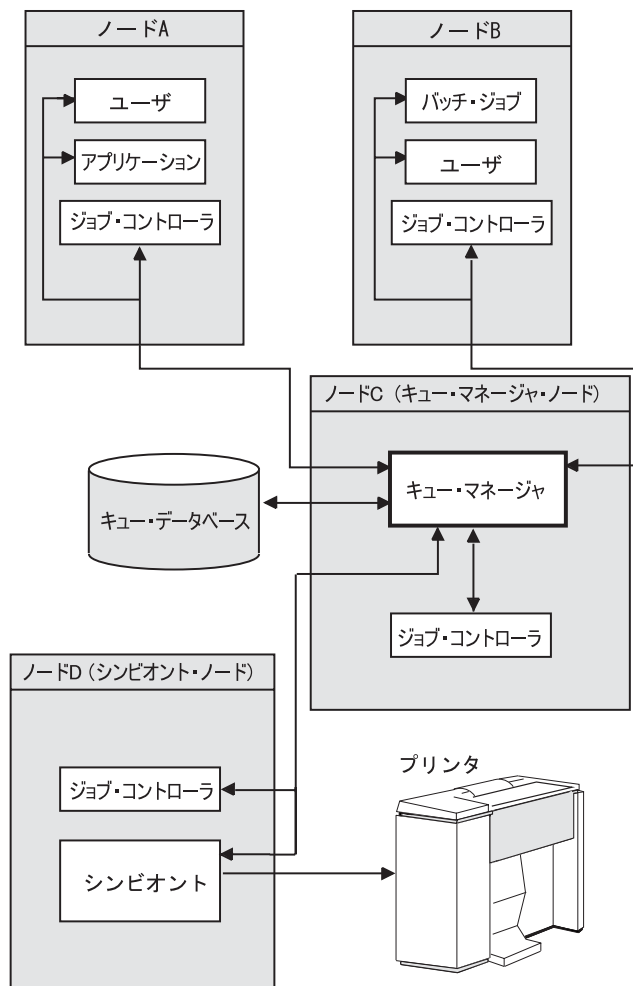 ノードA
ユーザ
アプリケーション
ジョブ・コントローラ
ノードB
バッチ・ジョブ
ユーザ
ジョブ・コントローラ
ノードC（キュー・マネージャ・ノード）
キュー・マネージャ
ジョブ・コントローラ
キュー・データベース
ノードD（シンビオント・ノード）
ジョブ・コントローラ
シンビオント
プリンタ